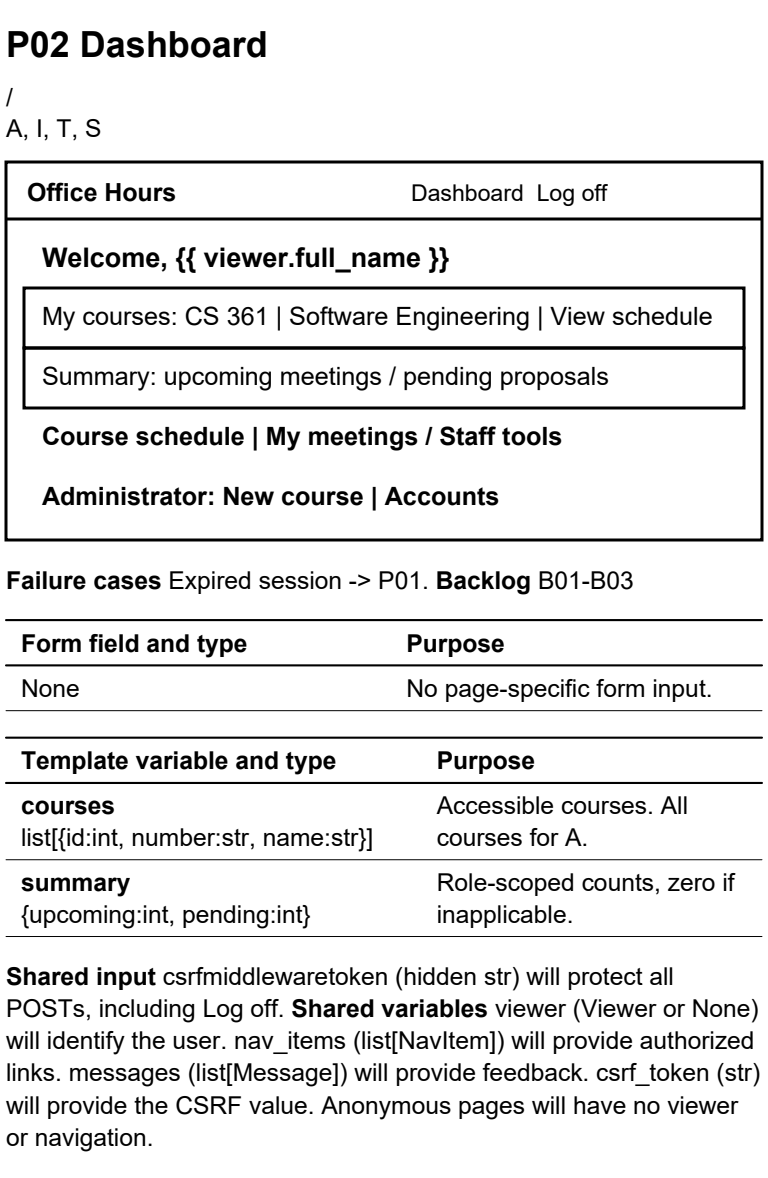 P02 Dashboard
/
A, I, T, S
Office Hours Dashboard Log off
Welcome, {{ viewer.full_name }}
My courses: CS 361 | Software Engineering | View schedule
Summary: upcoming meetings / pending proposals
Course schedule | My meetings / Staff tools
Administrator: New course | Accounts
Failure cases Expired session -> P01. Backlog B01-B03
Form field and type Purpose
None No page-specific form input.
Template variable and type Purpose
courses Accessible courses. All
list[{id:int, number:str, name:str}] courses for A.
summary Role-scoped counts, zero if
{upcoming:int, pending:int} inapplicable.
Shared input csrfmiddlewaretoken (hidden str) will protect all
POSTs, including Log off. Shared variables viewer (Viewer or None)
will identify the user. nav_items (list[NavItem]) will provide authorized
links. messages (list[Message]) will provide feedback. csrf_token (str)
will provide the CSRF value. Anonymous pages will have no viewer
or navigation.